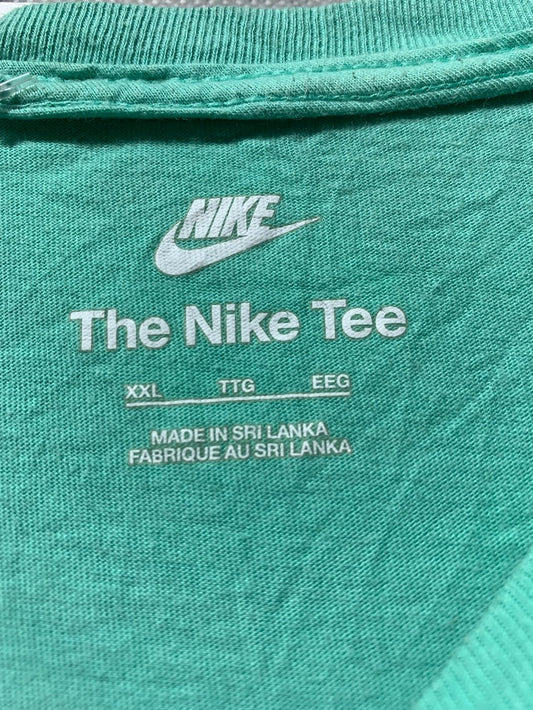 NIKE
The Nike Tee
XXL TTG EEG
MADE IN SRI LANKA
FABRIQUE AU SRI LANKA